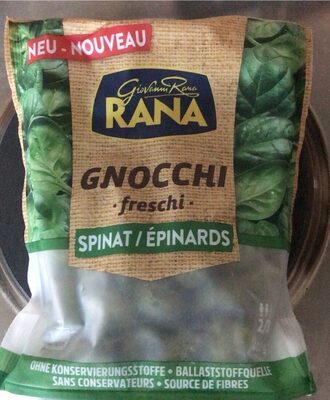 NEU - NOUVEAU
Giovanni Rana
RANA
GNOCCHI
· freschi ·
SPINAT / ÉPINARDS
OHNE KONSERVIERUNGSSTOFFE • BALLASTSTOFFQUELLE
SANS CONSERVATEURS • SOURCE DE FIBRES